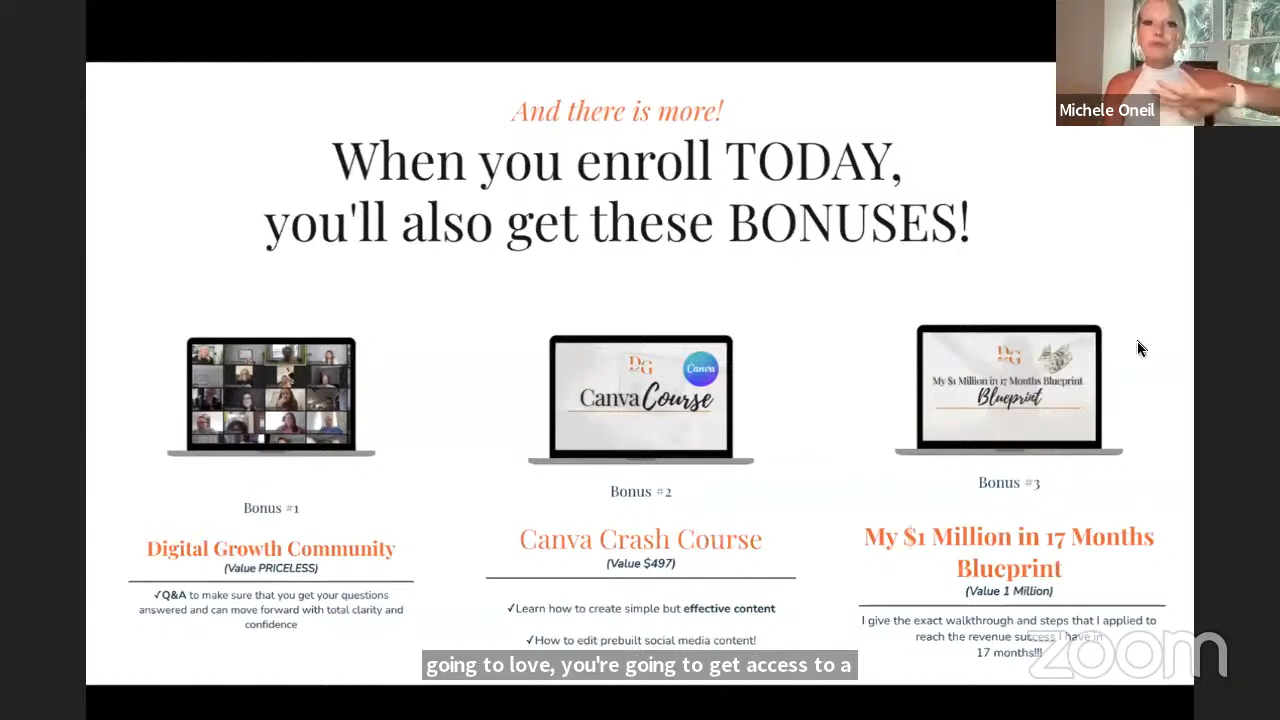 Michele Oneil
And there is more!
When you enroll TODAY,
you'll also get these BONUSES!
DG
Canva
Canva Course
DG
My $1 Million in 17 Months Blueprint
Blueprint
Bonus #1
Digital Growth Community
(Value PRICELESS)
✓Q&A to make sure that you get your questions
answered and can move forward with total clarity and
confidence
Bonus #2
Canva Crash Course
(Value $497)
✓Learn how to create simple but effective content
✓How to edit prebuilt social media content!
Bonus #3
My $1 Million in 17 Months
Blueprint
(Value 1 Million)
I give the exact walkthrough and steps that I applied to
reach the revenue success I have in
17 months!!!
zoom
going to love, you're going to get access to a